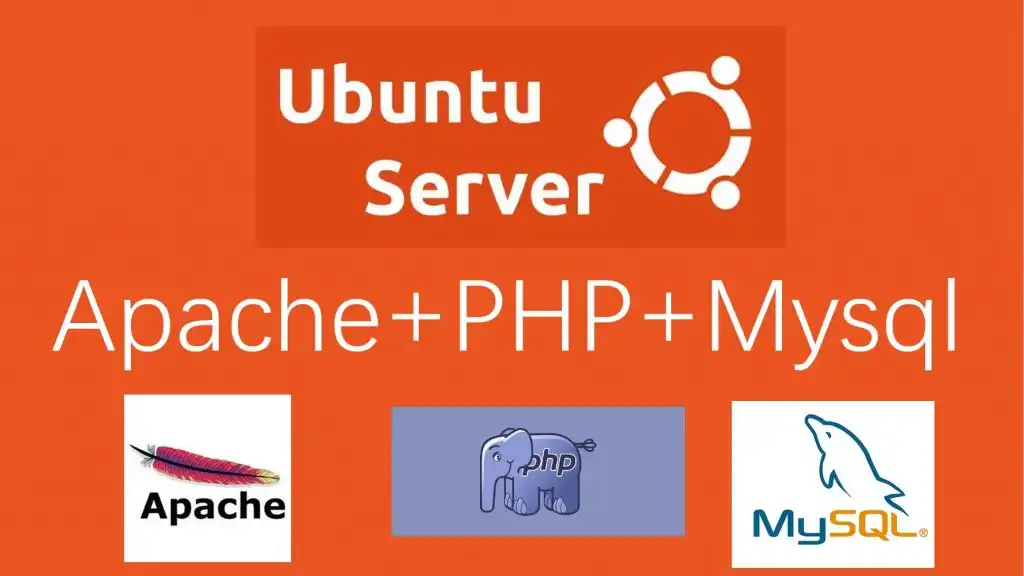 Ubuntu
Server
Apache+PHP+Mysql
Apache
php
MySQL®